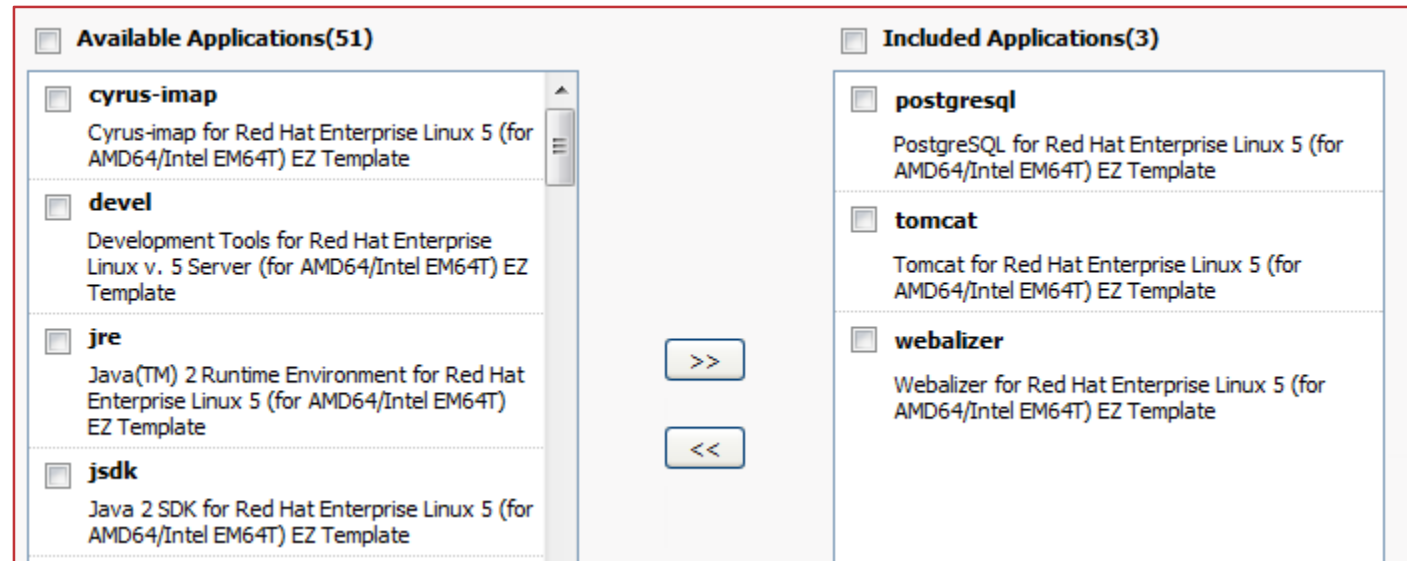 Available Applications(51)
cyrus-imap
Cyrus-imap for Red Hat Enterprise Linux 5 (for
AMD64/Intel EM64T) EZ Template
devel
Development Tools for Red Hat Enterprise
Linux v. 5 Server (for AMD64/Intel EM64T) EZ
Template
jre
Java(TM) 2 Runtime Environment for Red Hat
Enterprise Linux 5 (for AMD64/Intel EM64T)
EZ Template
jsdk
Java 2 SDK for Red Hat Enterprise Linux 5 (for
AMD64/Intel EM64T) EZ Template
>>
<<
Included Applications(3)
postgresql
PostgreSQL for Red Hat Enterprise Linux 5 (for
AMD64/Intel EM64T) EZ Template
tomcat
Tomcat for Red Hat Enterprise Linux 5 (for
AMD64/Intel EM64T) EZ Template
webalizer
Webalizer for Red Hat Enterprise Linux 5 (for
AMD64/Intel EM64T) EZ Template